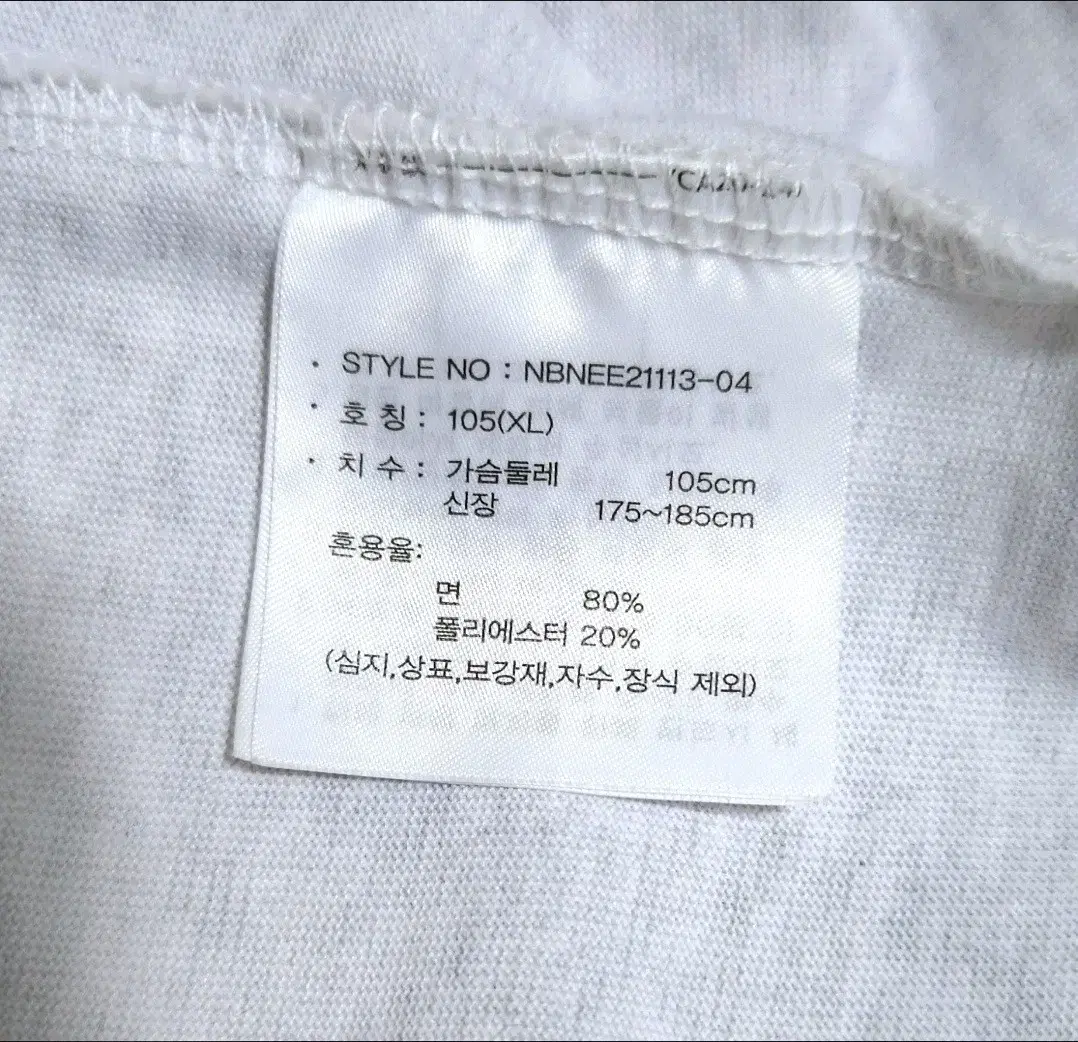 · STYLE NO : NBNEE21113-04
· 호 칭 : 105(XL)
· 치 수 : 가슴둘레 105cm
신장 175~185cm
혼용율:
면 80%
폴리에스터 20%
(심지,상표,보강재,자수,장식 제외)